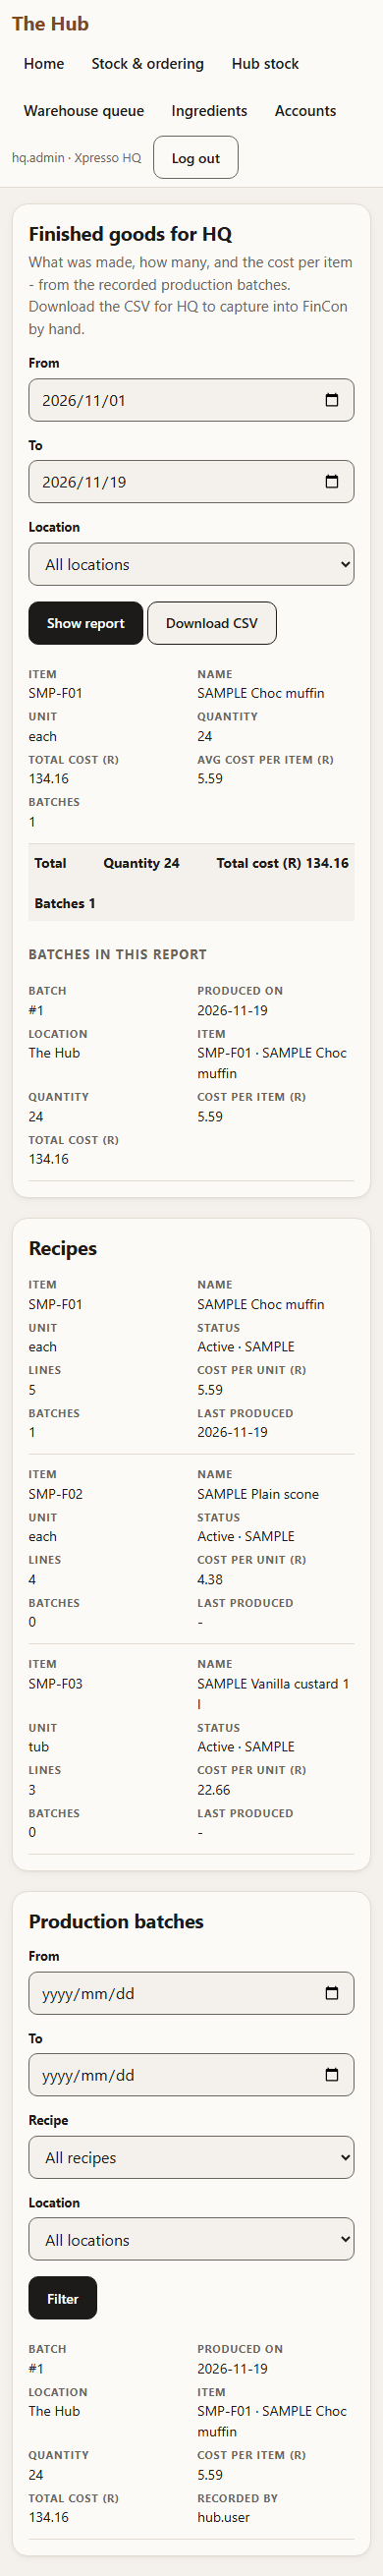 The Hub
Home Stock & ordering Hub stock
Warehouse queue Ingredients Accounts
hq.admin · Xpresso HQ Log out
Finished goods for HQ
What was made, how many, and the cost per item
- from the recorded production batches.
Download the CSV for HQ to capture into FinCon
by hand.
From
2026/11/01
To
2026/11/19
Location
All locations
Show report Download CSV
ITEM NAME
SMP-F01 SAMPLE Choc muffin
UNIT QUANTITY
each 24
TOTAL COST (R) AVG COST PER ITEM (R)
134.16 5.59
BATCHES
1
Total Quantity 24 Total cost (R) 134.16
Batches 1
BATCHES IN THIS REPORT
BATCH PRODUCED ON
#1 2026-11-19
LOCATION ITEM
The Hub SMP-F01 · SAMPLE Choc
muffin
QUANTITY COST PER ITEM (R)
24 5.59
TOTAL COST (R)
134.16
Recipes
ITEM NAME
SMP-F01 SAMPLE Choc muffin
UNIT STATUS
each Active · SAMPLE
LINES COST PER UNIT (R)
5 5.59
BATCHES LAST PRODUCED
1 2026-11-19
ITEM NAME
SMP-F02 SAMPLE Plain scone
UNIT STATUS
each Active · SAMPLE
LINES COST PER UNIT (R)
4 4.38
BATCHES LAST PRODUCED
0 -
ITEM NAME
SMP-F03 SAMPLE Vanilla custard 1
l
UNIT STATUS
tub Active · SAMPLE
LINES COST PER UNIT (R)
3 22.66
BATCHES LAST PRODUCED
0 -
Production batches
From
yyyy/mm/dd
To
yyyy/mm/dd
Recipe
All recipes
Location
All locations
Filter
BATCH PRODUCED ON
#1 2026-11-19
LOCATION ITEM
The Hub SMP-F01 · SAMPLE Choc
muffin
QUANTITY COST PER ITEM (R)
24 5.59
TOTAL COST (R) RECORDED BY
134.16 hub.user